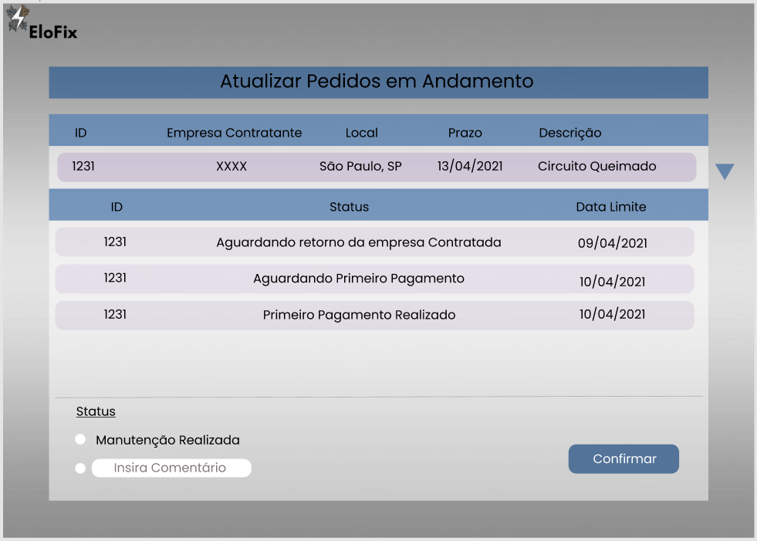 EloFix
Atualizar Pedidos em Andamento
ID Empresa Contratante Local Prazo Descrição
1231 XXXX São Paulo, SP 13/04/2021 Circuito Queimado
ID Status Data Limite
1231 Aguardando retorno da empresa Contratada 09/04/2021
1231 Aguardando Primeiro Pagamento 10/04/2021
1231 Primeiro Pagamento Realizado 10/04/2021
Status
Manutenção Realizada
Insira Comentário
Confirmar